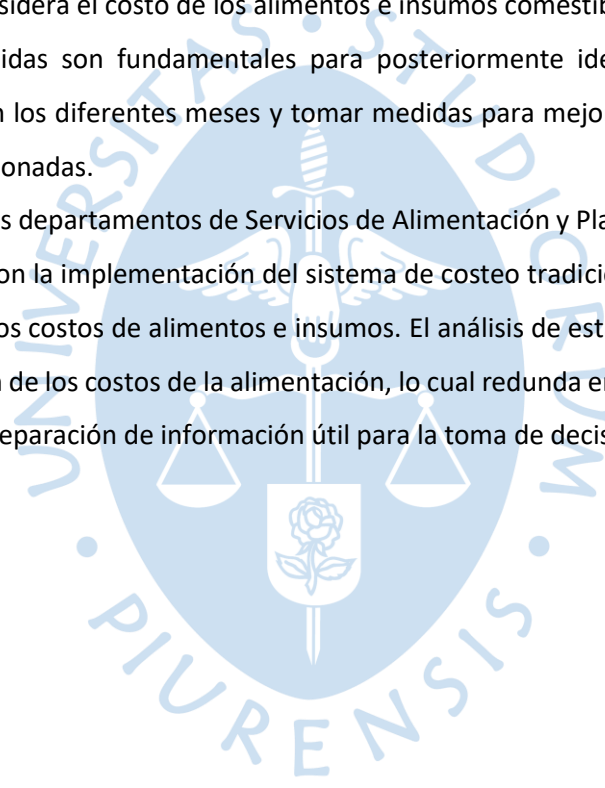 sidera el costo de los alimentos e insumos comestib
idas son fundamentales para posteriormente ide
n los diferentes meses y tomar medidas para mejo
onadas.
s departamentos de Servicios de Alimentación y Pla
on la implementación del sistema de costeo tradici
os costos de alimentos e insumos. El análisis de est
de los costos de la alimentación, lo cual redunda e
eparación de información útil para la toma de decis
UNIVERSITAS • STUDIORUM • PIURENSIS •